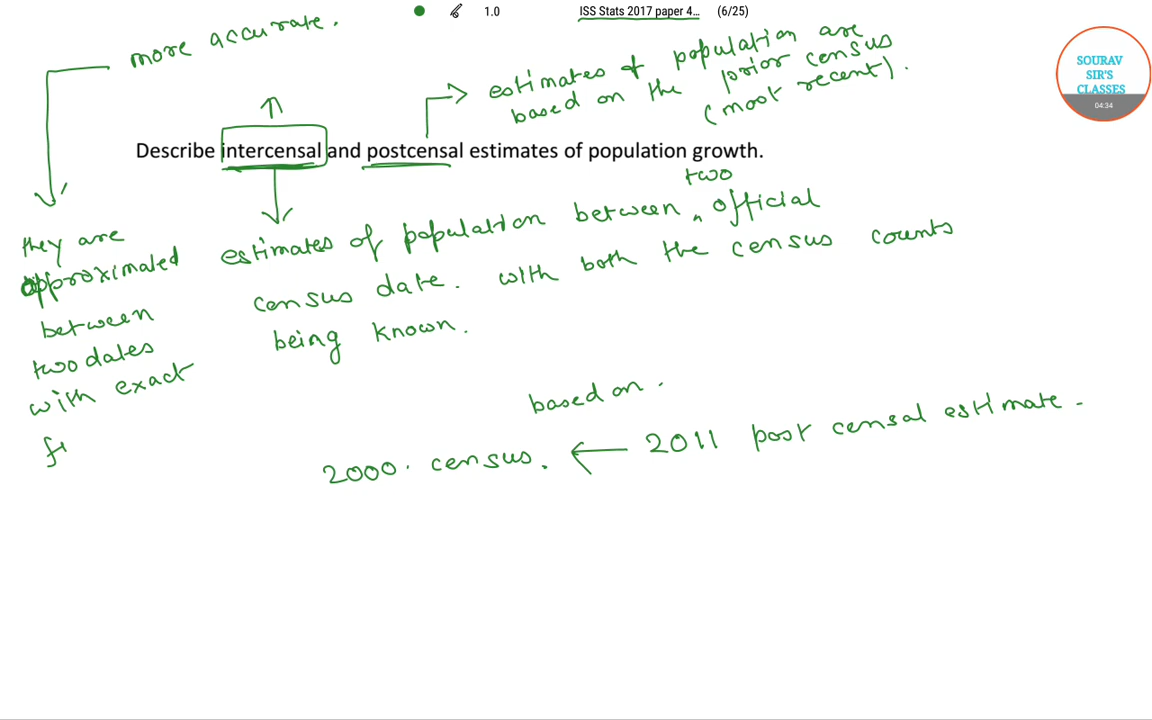 1.0 ISS Stats 2017 paper 4... (6/25)
SOURAV
SIR'S
CLASSES
04:34
more accurate.
estimates of population are
based on the prior census
(most recent).
Describe intercensal and postcensal estimates of population growth.
two
estimates of population between official
census date. with both the census counts
being known.
they are
approximated
between
two dates
with exact
based on.
2000. census. ← 2011 post censal estimate.